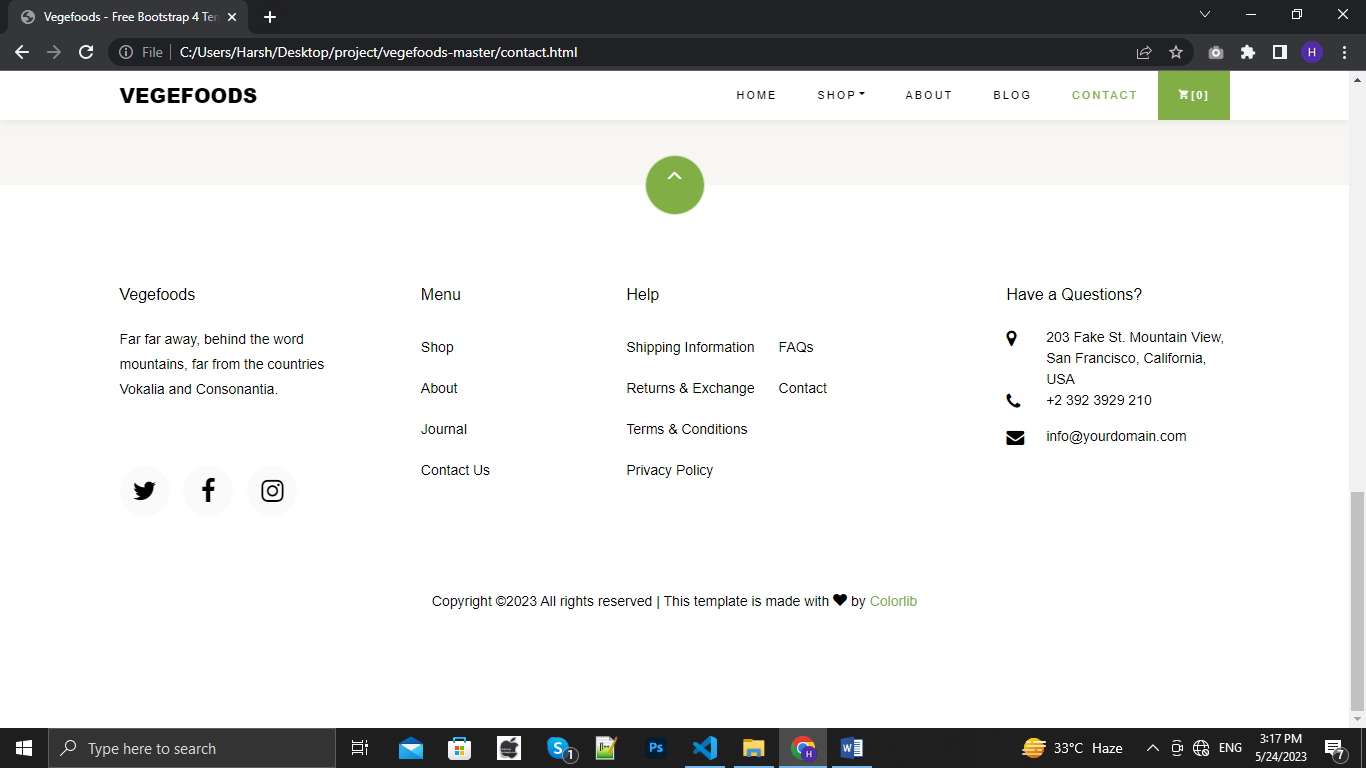 Vegefoods - Free Bootstrap 4 Ten
File | C:/Users/Harsh/Desktop/project/vegefoods-master/contact.html
H
VEGEFOODS
HOME SHOP ABOUT BLOG CONTACT [0]
Vegefoods
Far far away, behind the word
mountains, far from the countries
Vokalia and Consonantia.
Menu
Shop
About
Journal
Contact Us
Help
Shipping Information
Returns & Exchange
Terms & Conditions
Privacy Policy
FAQs
Contact
Have a Questions?
203 Fake St. Mountain View,
San Francisco, California,
USA
+2 392 3929 210
info@yourdomain.com
Copyright ©2023 All rights reserved | This template is made with ❤ by Colorlib
Type here to search
S
1
Ps
H
W
33°C Haze
ENG
3:17 PM
5/24/2023
7